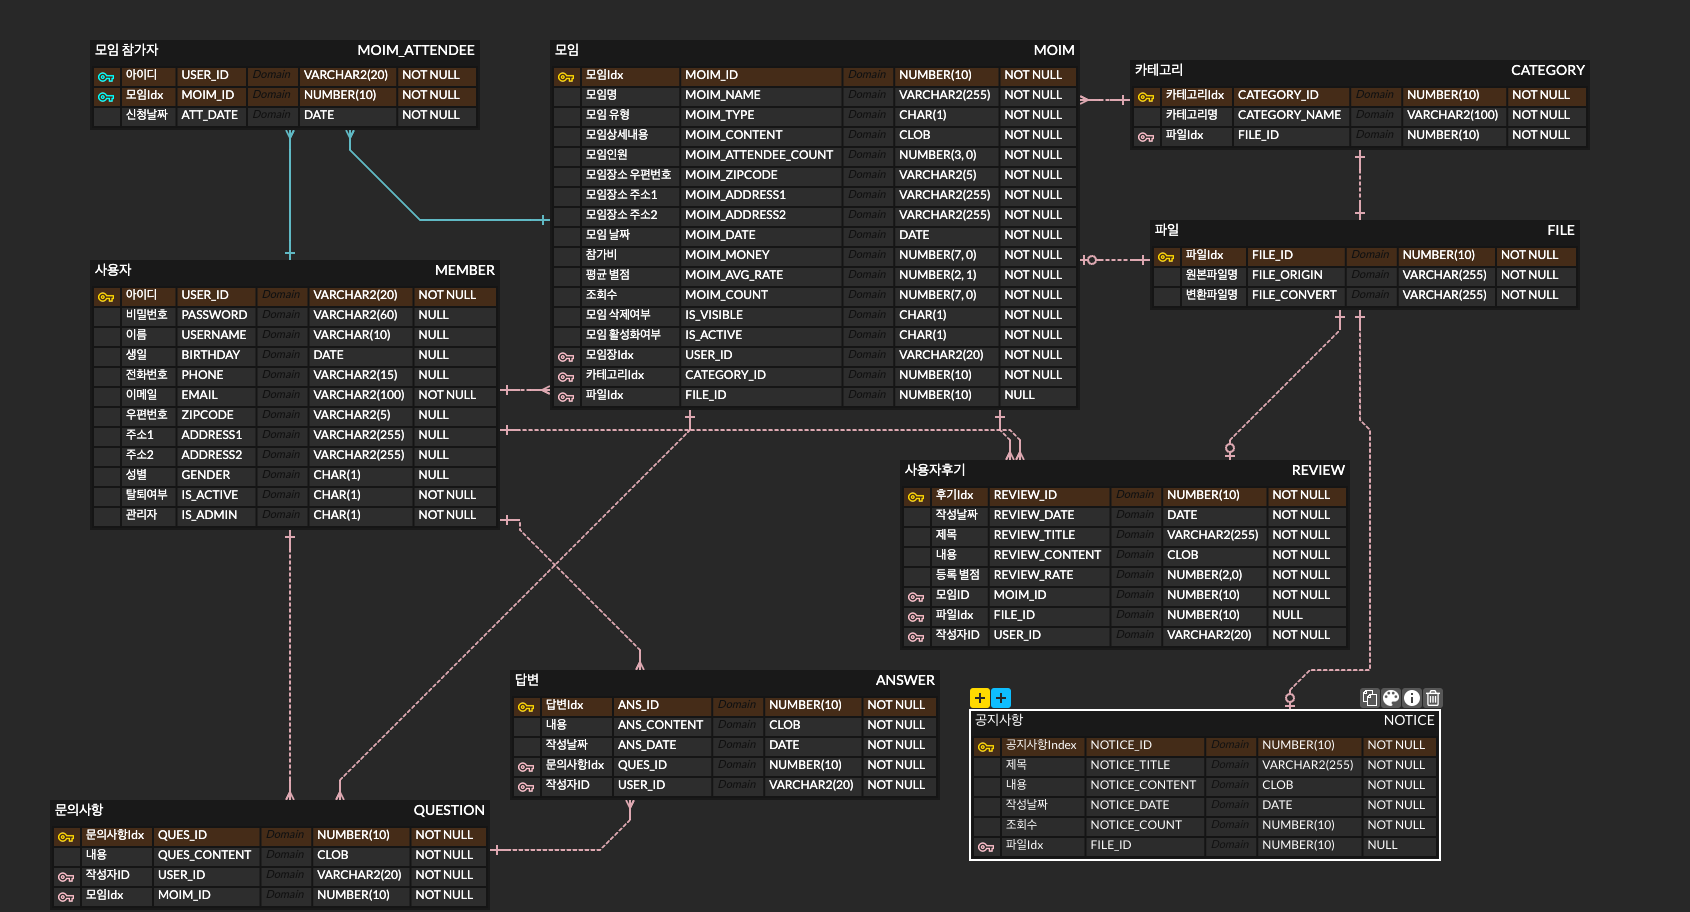 모임 참가자 MOIM_ATTENDEE
아이디 USER_ID Domain VARCHAR2(20) NOT NULL
모임Idx MOIM_ID Domain NUMBER(10) NOT NULL
신청날짜 ATT_DATE Domain DATE NOT NULL
모임 MOIM
모임Idx MOIM_ID Domain NUMBER(10) NOT NULL
모임명 MOIM_NAME Domain VARCHAR2(255) NOT NULL
모임 유형 MOIM_TYPE Domain CHAR(1) NOT NULL
모임상세내용 MOIM_CONTENT Domain CLOB NOT NULL
모임인원 MOIM_ATTENDEE_COUNT Domain NUMBER(3, 0) NOT NULL
모임장소 우편번호 MOIM_ZIPCODE Domain VARCHAR2(5) NOT NULL
모임장소 주소1 MOIM_ADDRESS1 Domain VARCHAR2(255) NOT NULL
모임장소 주소2 MOIM_ADDRESS2 Domain VARCHAR2(255) NOT NULL
모임 날짜 MOIM_DATE Domain DATE NOT NULL
참가비 MOIM_MONEY Domain NUMBER(7, 0) NOT NULL
평균 별점 MOIM_AVG_RATE Domain NUMBER(2, 1) NOT NULL
조회수 MOIM_COUNT Domain NUMBER(7, 0) NOT NULL
모임 삭제여부 IS_VISIBLE Domain CHAR(1) NOT NULL
모임 활성화여부 IS_ACTIVE Domain CHAR(1) NOT NULL
모임장Idx USER_ID Domain VARCHAR2(20) NOT NULL
카테고리Idx CATEGORY_ID Domain NUMBER(10) NOT NULL
파일Idx FILE_ID Domain NUMBER(10) NULL
카테고리 CATEGORY
카테고리Idx CATEGORY_ID Domain NUMBER(10) NOT NULL
카테고리명 CATEGORY_NAME Domain VARCHAR2(100) NOT NULL
파일Idx FILE_ID Domain NUMBER(10) NOT NULL
파일 FILE
파일Idx FILE_ID Domain NUMBER(10) NOT NULL
원본파일명 FILE_ORIGIN Domain VARCHAR(255) NOT NULL
변환파일명 FILE_CONVERT Domain VARCHAR(255) NOT NULL
사용자 MEMBER
아이디 USER_ID Domain VARCHAR2(20) NOT NULL
비밀번호 PASSWORD Domain VARCHAR2(60) NULL
이름 USERNAME Domain VARCHAR(10) NULL
생일 BIRTHDAY Domain DATE NULL
전화번호 PHONE Domain VARCHAR2(15) NULL
이메일 EMAIL Domain VARCHAR2(100) NOT NULL
우편번호 ZIPCODE Domain VARCHAR2(5) NULL
주소1 ADDRESS1 Domain VARCHAR2(255) NULL
주소2 ADDRESS2 Domain VARCHAR2(255) NULL
성별 GENDER Domain CHAR(1) NULL
탈퇴여부 IS_ACTIVE Domain CHAR(1) NOT NULL
관리자 IS_ADMIN Domain CHAR(1) NOT NULL
사용자후기 REVIEW
후기Idx REVIEW_ID Domain NUMBER(10) NOT NULL
작성날짜 REVIEW_DATE Domain DATE NOT NULL
제목 REVIEW_TITLE Domain VARCHAR2(255) NOT NULL
내용 REVIEW_CONTENT Domain CLOB NOT NULL
등록 별점 REVIEW_RATE Domain NUMBER(2,0) NOT NULL
모임ID MOIM_ID Domain NUMBER(10) NOT NULL
파일Idx FILE_ID Domain NUMBER(10) NULL
작성자ID USER_ID Domain VARCHAR2(20) NOT NULL
답변 ANSWER
답변Idx ANS_ID Domain NUMBER(10) NOT NULL
내용 ANS_CONTENT Domain CLOB NOT NULL
작성날짜 ANS_DATE Domain DATE NOT NULL
문의사항Idx QUES_ID Domain NUMBER(10) NOT NULL
작성자ID USER_ID Domain VARCHAR2(20) NOT NULL
공지사항 NOTICE
공지사항Index NOTICE_ID Domain NUMBER(10) NOT NULL
제목 NOTICE_TITLE Domain VARCHAR2(255) NOT NULL
내용 NOTICE_CONTENT Domain CLOB NOT NULL
작성날짜 NOTICE_DATE Domain DATE NOT NULL
조회수 NOTICE_COUNT Domain NUMBER(10) NOT NULL
파일Idx FILE_ID Domain NUMBER(10) NULL
문의사항 QUESTION
문의사항Idx QUES_ID Domain NUMBER(10) NOT NULL
내용 QUES_CONTENT Domain CLOB NOT NULL
작성자ID USER_ID Domain VARCHAR2(20) NOT NULL
모임Idx MOIM_ID Domain NUMBER(10) NOT NULL